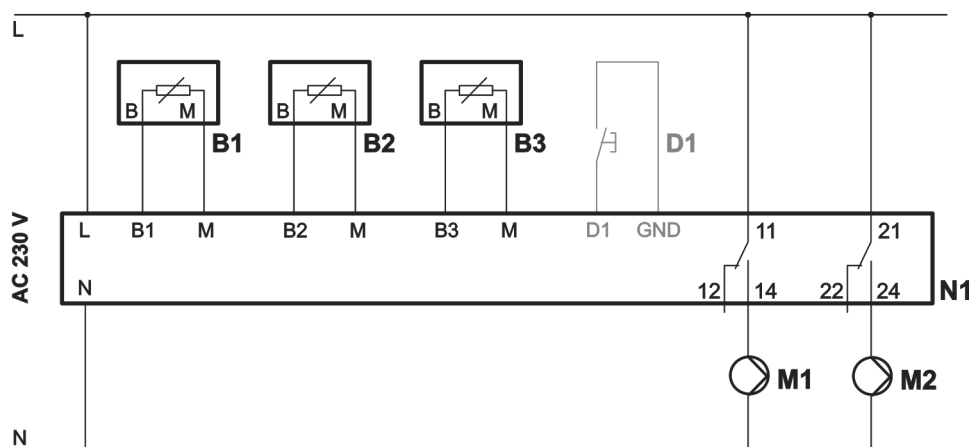 L
B M B M B M
B1 B2 B3 D1
AC 230 V
L B1 M B2 M B3 M D1 GND 11 21
N 12 14 22 24 N1
M1 M2
N